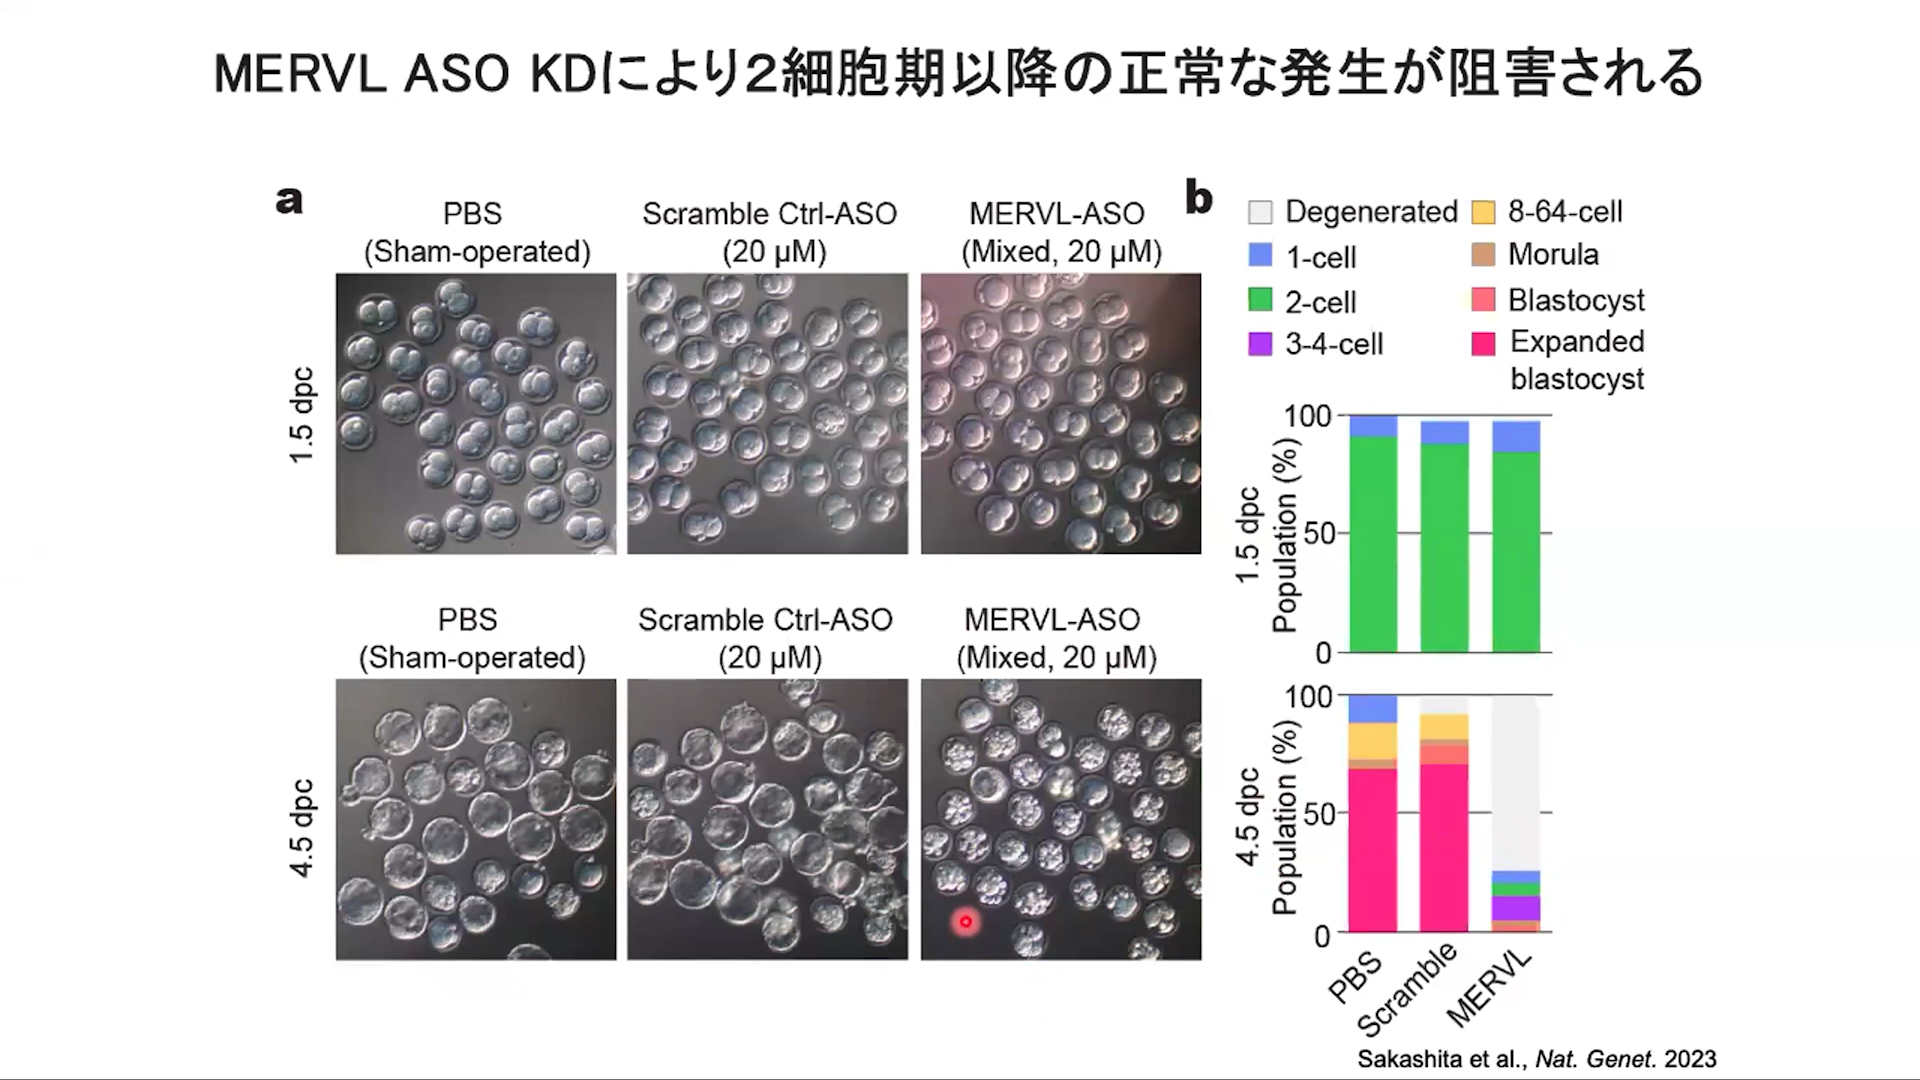 MERVL ASO KDにより２細胞期以降の正常な発生が阻害される
a
PBS
(Sham-operated)
Scramble Ctrl-ASO
(20 µM)
MERVL-ASO
(Mixed, 20 µM)
1.5 dpc
PBS
(Sham-operated)
Scramble Ctrl-ASO
(20 µM)
MERVL-ASO
(Mixed, 20 µM)
4.5 dpc
b
Degenerated
1-cell
2-cell
3-4-cell
8-64-cell
Morula
Blastocyst
Expanded
blastocyst
1.5 dpc
Population (%)
100
50
0
4.5 dpc
Population (%)
100
50
0
PBS
Scramble
MERVL
Sakashita et al., Nat. Genet. 2023